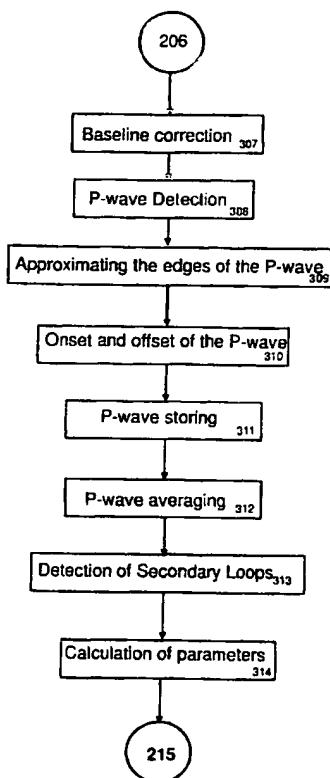 206
Baseline correction 307
P-wave Detection 308
Approximating the edges of the P-wave 309
Onset and offset of the P-wave 310
P-wave storing 311
P-wave averaging 312
Detection of Secondary Loops 313
Calculation of parameters 314
215